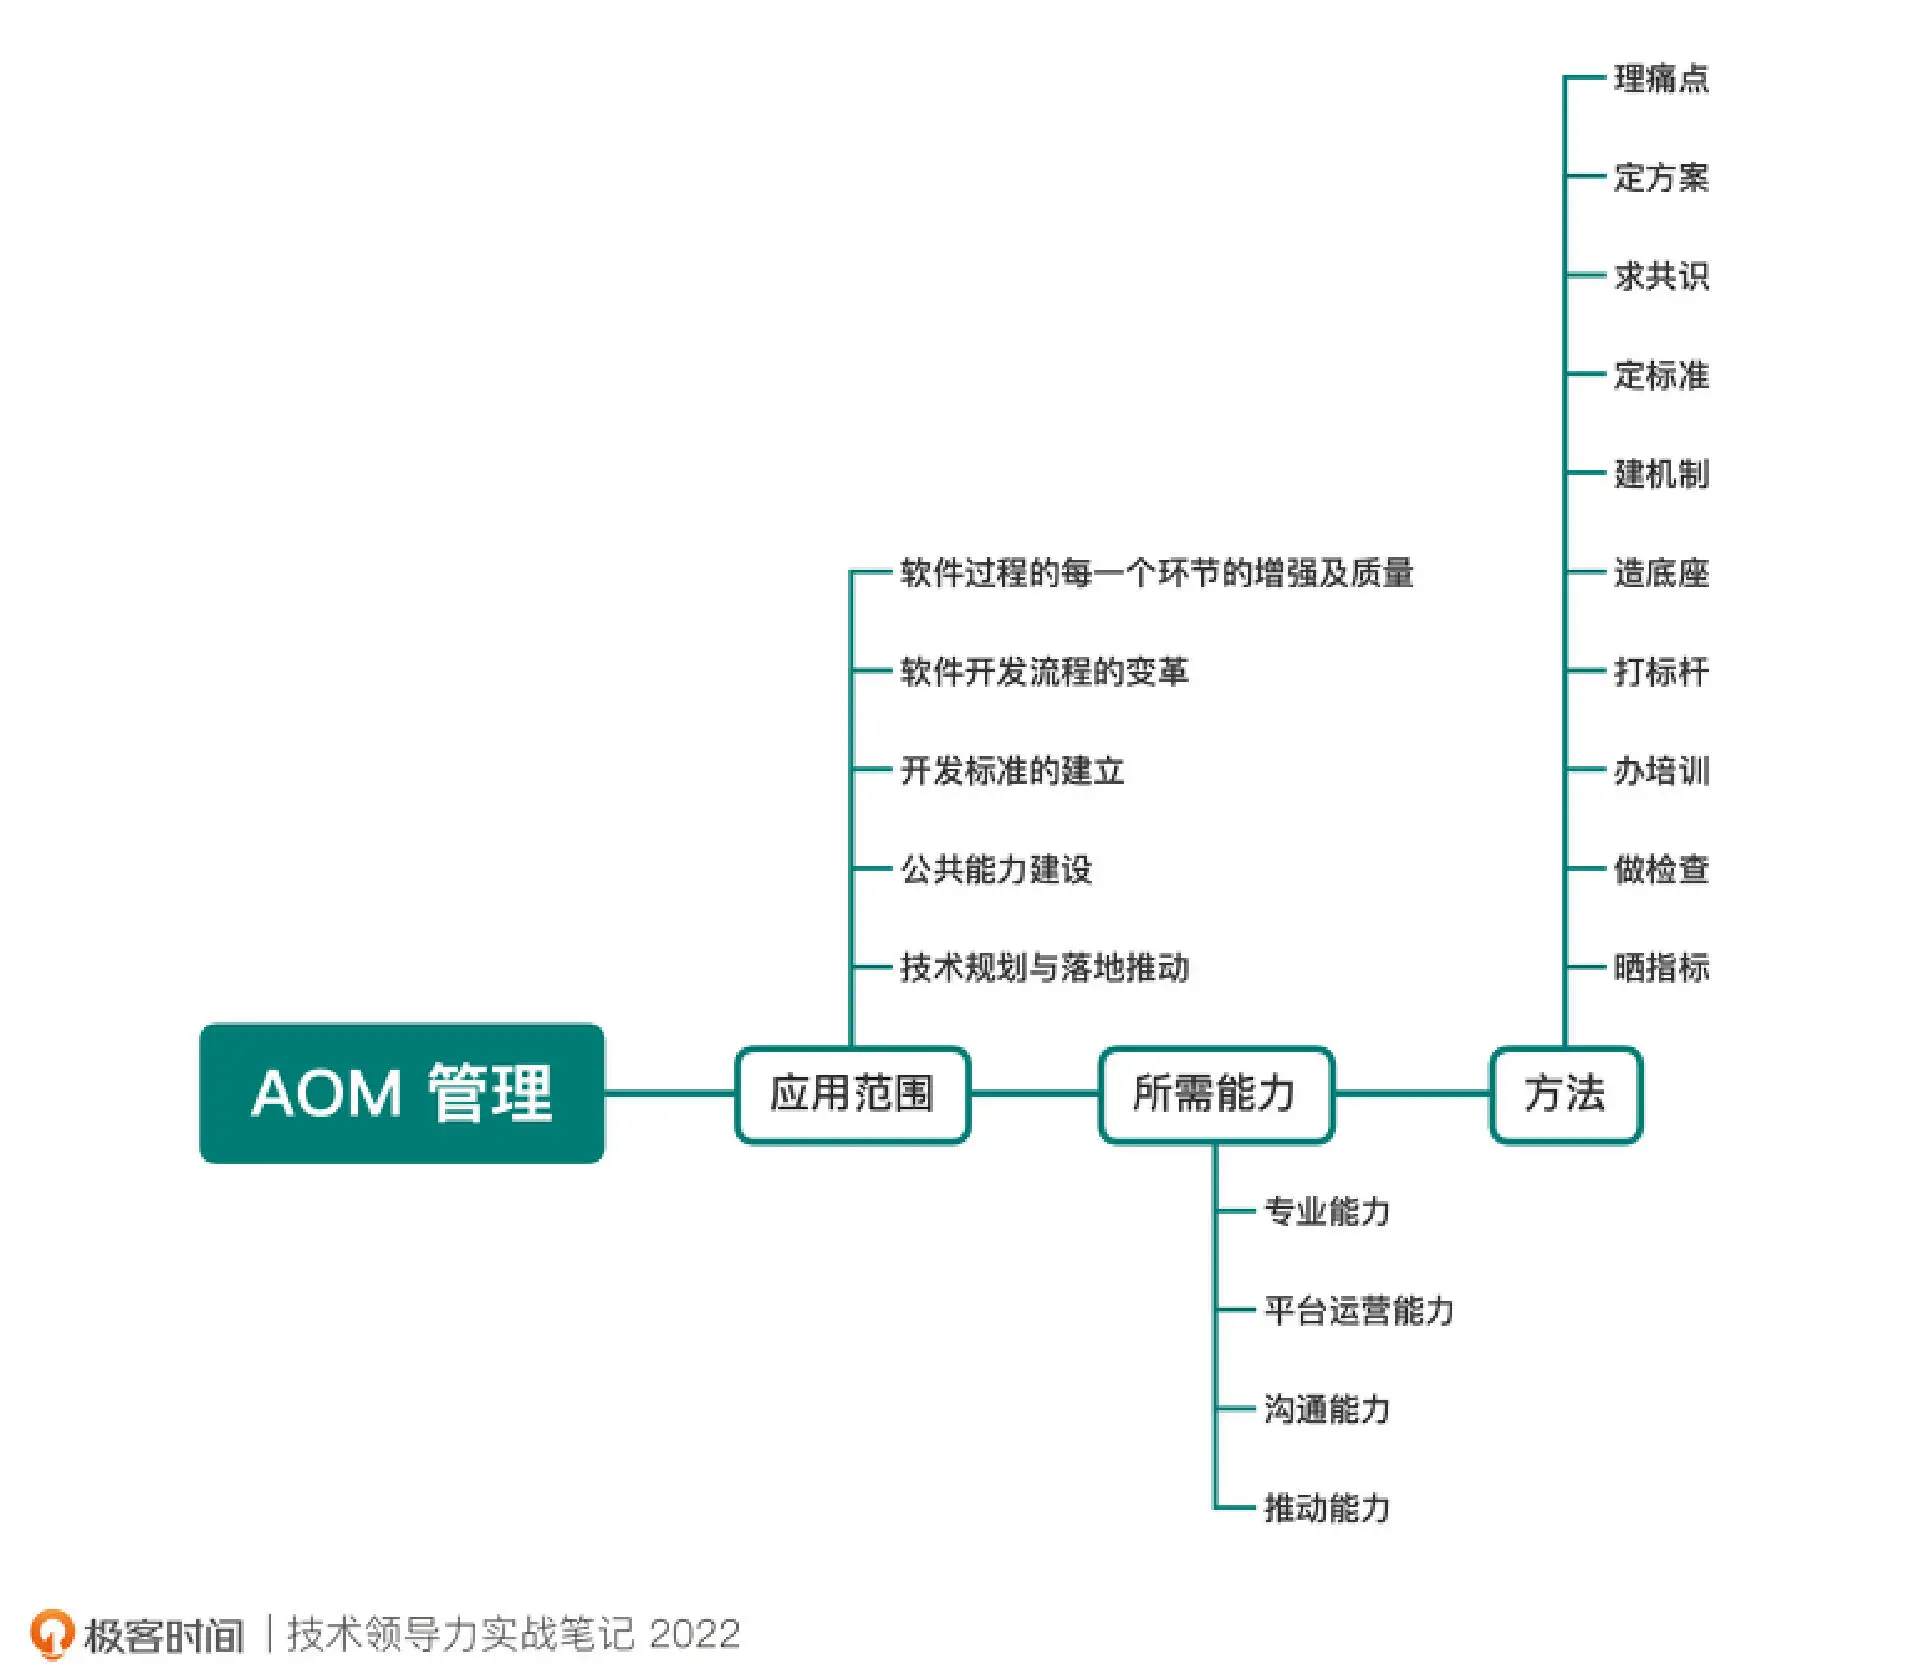 理痛点
定方案
求共识
定标准
建机制
造底座
打标杆
办培训
做检查
晒指标
软件过程的每一个环节的增强及质量
软件开发流程的变革
开发标准的建立
公共能力建设
技术规划与落地推动
AOM 管理
应用范围
所需能力
方法
专业能力
平台运营能力
沟通能力
推动能力
极客时间 | 技术领导力实战笔记 2022